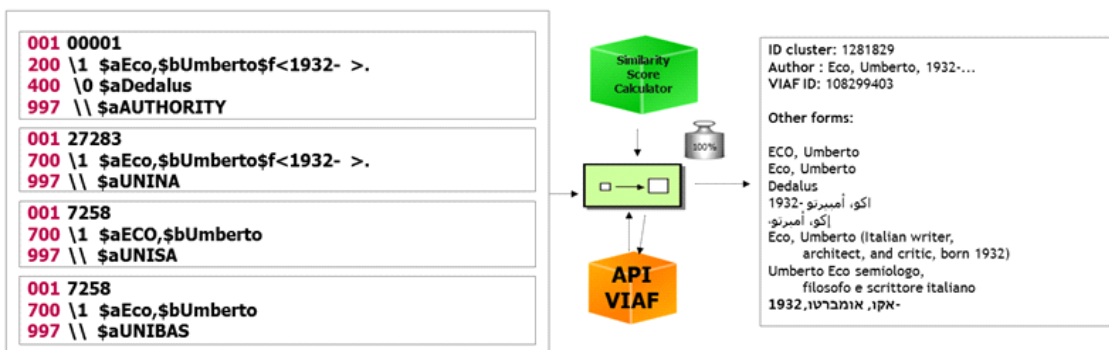 001 00001
200 \1 $aEco,$bUmberto$f<1932- >.
400 \0 $aDedalus
997 \\ $aAUTHORITY
001 27283
700 \1 $aEco,$bUmberto$f<1932- >.
997 \\ $aUNINA
001 7258
700 \1 $aECO,$bUmberto
997 \\ $aUNISA
001 7258
700 \1 $aEco,$bUmberto
997 \\ $aUNIBAS
Similarity
Score
Calculator
100%
API
VIAF
ID cluster: 1281829
Author : Eco, Umberto, 1932-...
VIAF ID: 108299403
Other forms:
ECO, Umberto
Eco, Umberto
Dedalus
اكو، أمبيرتو -1932
إكو، أمبرتو،
Eco, Umberto (Italian writer,
architect, and critic, born 1932)
Umberto Eco semiologo,
filosofo e scrittore italiano
אקו, אומברטו,1932-